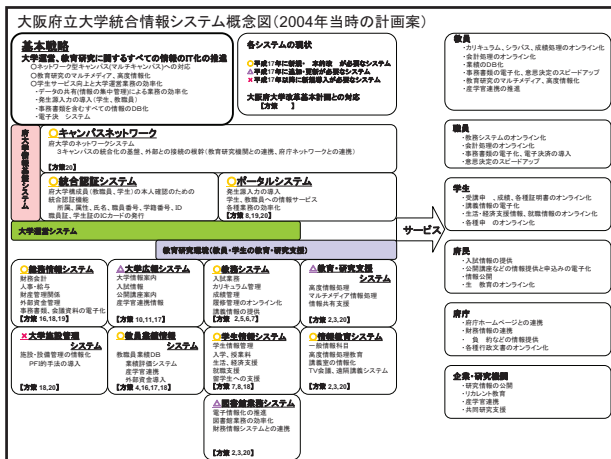 大阪府立大学統合情報システム概念図(2004年当時の計画案)
基本戦略
大学運営、教育研究に関するすべての情報のIT化の推進
○ネットワーク型キャンパス(マルチキャンパス)への対応
○教育研究のマルチメディア、高度情報化
○学生サービス向上と大学運営業務の効率化
・データの共有(情報の集中管理)による業務の効率化
・発生源入力の導入(学生、教職員)
・事務書類を含むすべての情報のDB化
・電子決 システム
各システムの現状
○平成17年に新規・ 本的改 が必要なシステム
△平成17年に追加・更新が必要なシステム
×平成17年以降に新規導入が必要なシステム
大阪府大学改革基本計画との対応
【方策 】
府大学情報基盤システム
○キャンパスネットワーク
府大学のネットワークシステム
3キャンパスの統合化の基盤、外部との接続の根幹(教育研究機関との連携、府庁ネットワークとの連携)
【方策20】
○統合認証システム
府大学構成員(教職員、学生)の本人確認のための
統合認証機能
所属、属性、氏名、職員番号、学籍番号、ID
職員証、学生証のICカードの発行
○ポータルシステム
発生源入力の導入
学生、教職員への情報サービス
各種業務の効率化
【方策 8,19,20】
大学運営システム
教育研究環境(教員・学生の教育・研究支援)
サービス
○総務情報システム
財務会計
人事・給与
財産管理関係
外部資金管理
事務書類、会議資料の電子化
【方策 16,18,19】
△大学広報システム
大学情報案内
入試情報
公開講座案内
産学官連携情報
【方策 10,11,17】
○教務システム
入試業務
カリキュラム管理
成績管理
履修管理のオンライン化
講義情報の提供
【方策 2,5,6,7】
△教育・研究支援
システム
高度情報処理
マルチメディア情報処理
情報共有支援
【方策 2,3,20】
×大学施設管理
システム
施設・設備管理の情報化
PFI的手法の導入
【方策 18,20】
○教員業績情報
システム
教職員業績DB
業績評価システム
産学官連携
外部資金導入
【方策 4,16,17,18】
○学生情報システム
学生情報管理
入学、授業料
生活、経済支援
就職支援
留学生への支援
【方策 7,8,18】
○情報教育システム
一般情報科目
高度情報処理教育
講義室の情報化
TV会議、遠隔講義システム
【方策 2,3,20】
△図書館業務システム
電子情報化の推進
図書館業務の効率化
財務情報システムとの連携
【方策 2,3,20】
教員
・カリキュラム、シラバス、成績処理のオンライン化
・会計処理のオンライン化
・業績のDB化
・事務書類の電子化、意思決定のスピードアップ
・教育研究のマルチメディア、高度情報化
・産学官連携の推進
職員
・教務システムのオンライン化
・会計処理のオンライン化
・事務書類の電子化、電子決済の導入
・意思決定のスピードアップ
学生
・受講申 、成績、各種証明書のオンライン化
・講義情報の電子化
・生活・経済支援情報、就職情報のオンライン化
・各種申 のオンライン化
府民
・入試情報の提供
・公開講座などの情報提供と申込みの電子化
・情報公開
・生 教育のオンライン化
府庁
・府庁ホームページとの連携
・財務情報の連携
・負 的などの情報提供
・各種行政文書のオンライン化
企業・研究機関
・研究情報の公開
・リカレント教育
・産学官連携
・共同研究支援